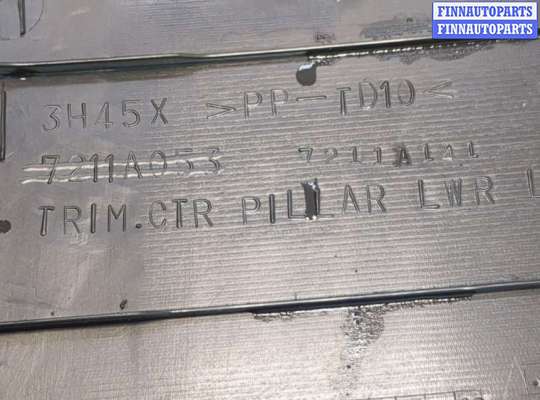 FINNAUTOPARTS
FINNAUTOPARTS
3H45X >PP-TD10<
7211A053
TRIM.CTR PILLAR LWR L